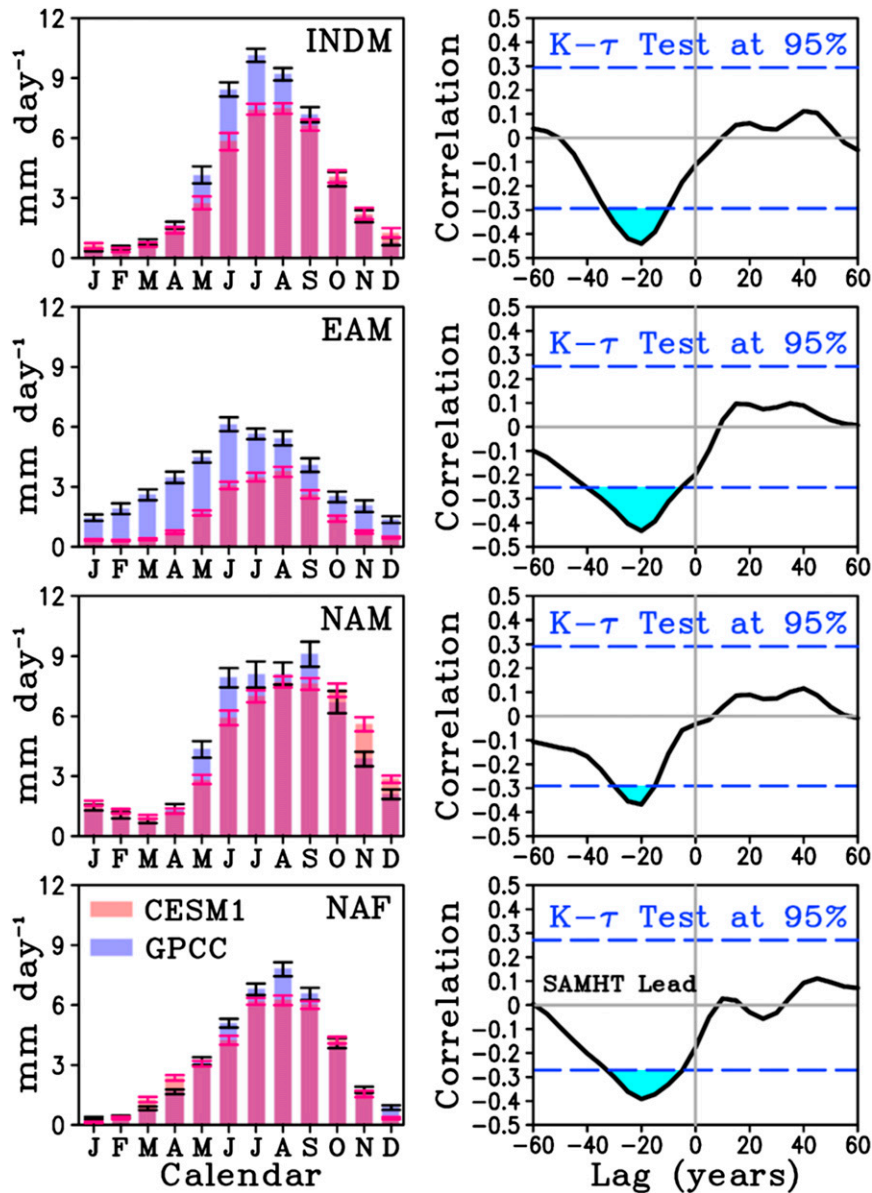 INDM
12
9
6
3
0
mm day⁻¹
J F M A M J J A S O N D
K-τ Test at 95%
0.5
0.4
0.3
0.2
0.1
0
-0.1
-0.2
-0.3
-0.4
-0.5
Correlation
-60 -40 -20 0 20 40 60
EAM
12
9
6
3
0
mm day⁻¹
J F M A M J J A S O N D
K-τ Test at 95%
0.5
0.4
0.3
0.2
0.1
0
-0.1
-0.2
-0.3
-0.4
-0.5
Correlation
-60 -40 -20 0 20 40 60
NAM
12
9
6
3
0
mm day⁻¹
J F M A M J J A S O N D
K-τ Test at 95%
0.5
0.4
0.3
0.2
0.1
0
-0.1
-0.2
-0.3
-0.4
-0.5
Correlation
-60 -40 -20 0 20 40 60
NAF
CESM1
GPCC
12
9
6
3
0
mm day⁻¹
J F M A M J J A S O N D
Calendar
K-τ Test at 95%
SAMHT Lead
0.5
0.4
0.3
0.2
0.1
0
-0.1
-0.2
-0.3
-0.4
-0.5
Correlation
-60 -40 -20 0 20 40 60
Lag (years)